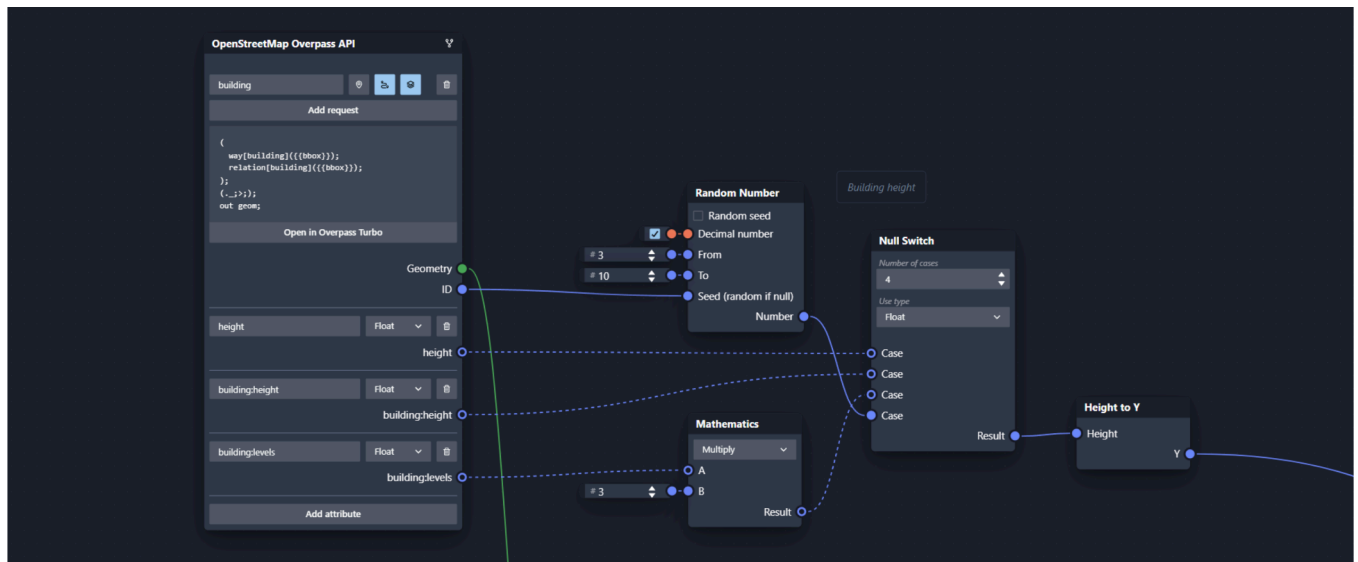 OpenStreetMap Overpass API
building
Add request
(
way[building]({{bbox}});
relation[building]({{bbox}});
);
(._;>;);
out geom;
Open in Overpass Turbo
Geometry
ID
height Float
height
building:height Float
building:height
building:levels Float
building:levels
Add attribute
Random Number
Random seed
Decimal number
# 3 From
# 10 To
Seed (random if null)
Number
Mathematics
Multiply
A
# 3 B
Result
Building height
Null Switch
Number of cases
4
Use type
Float
Case
Case
Case
Case
Result
Height to Y
Height
Y